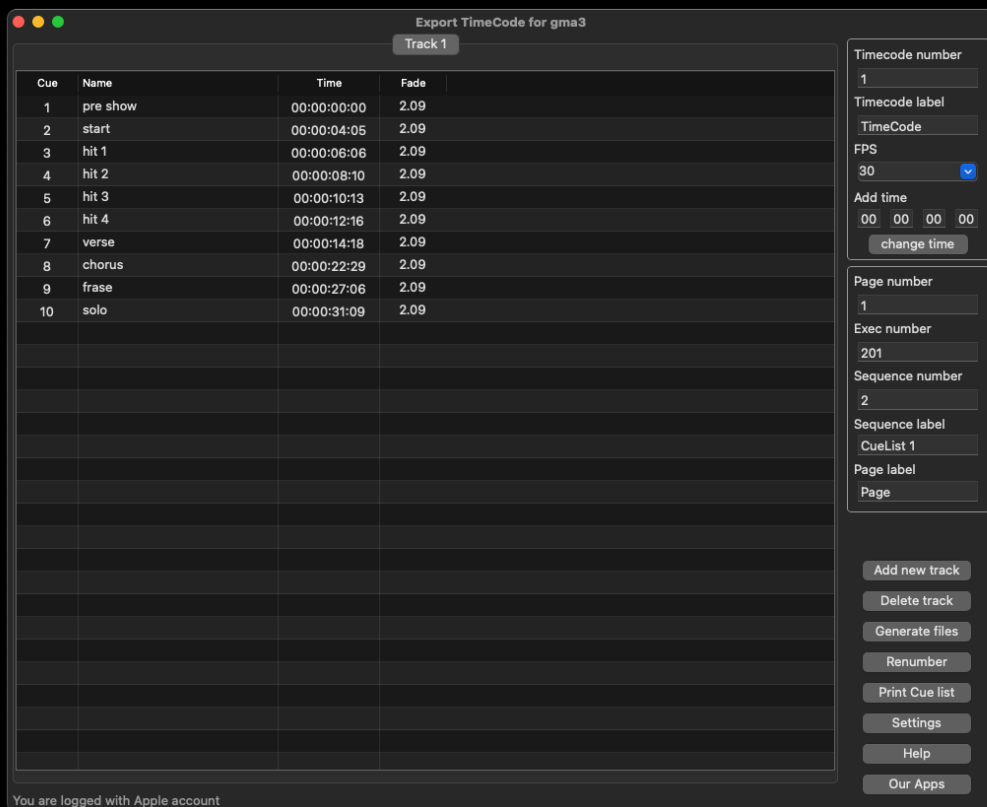 Export TimeCode for gma3
Track 1
Cue Name Time Fade
1 pre show 00:00:00:00 2.09
2 start 00:00:04:05 2.09
3 hit 1 00:00:06:06 2.09
4 hit 2 00:00:08:10 2.09
5 hit 3 00:00:10:13 2.09
6 hit 4 00:00:12:16 2.09
7 verse 00:00:14:18 2.09
8 chorus 00:00:22:29 2.09
9 frase 00:00:27:06 2.09
10 solo 00:00:31:09 2.09
Timecode number
1
Timecode label
TimeCode
FPS
30
Add time
00 00 00 00
change time
Page number
1
Exec number
201
Sequence number
2
Sequence label
CueList 1
Page label
Page
Add new track
Delete track
Generate files
Renumber
Print Cue list
Settings
Help
Our Apps
You are logged with Apple account